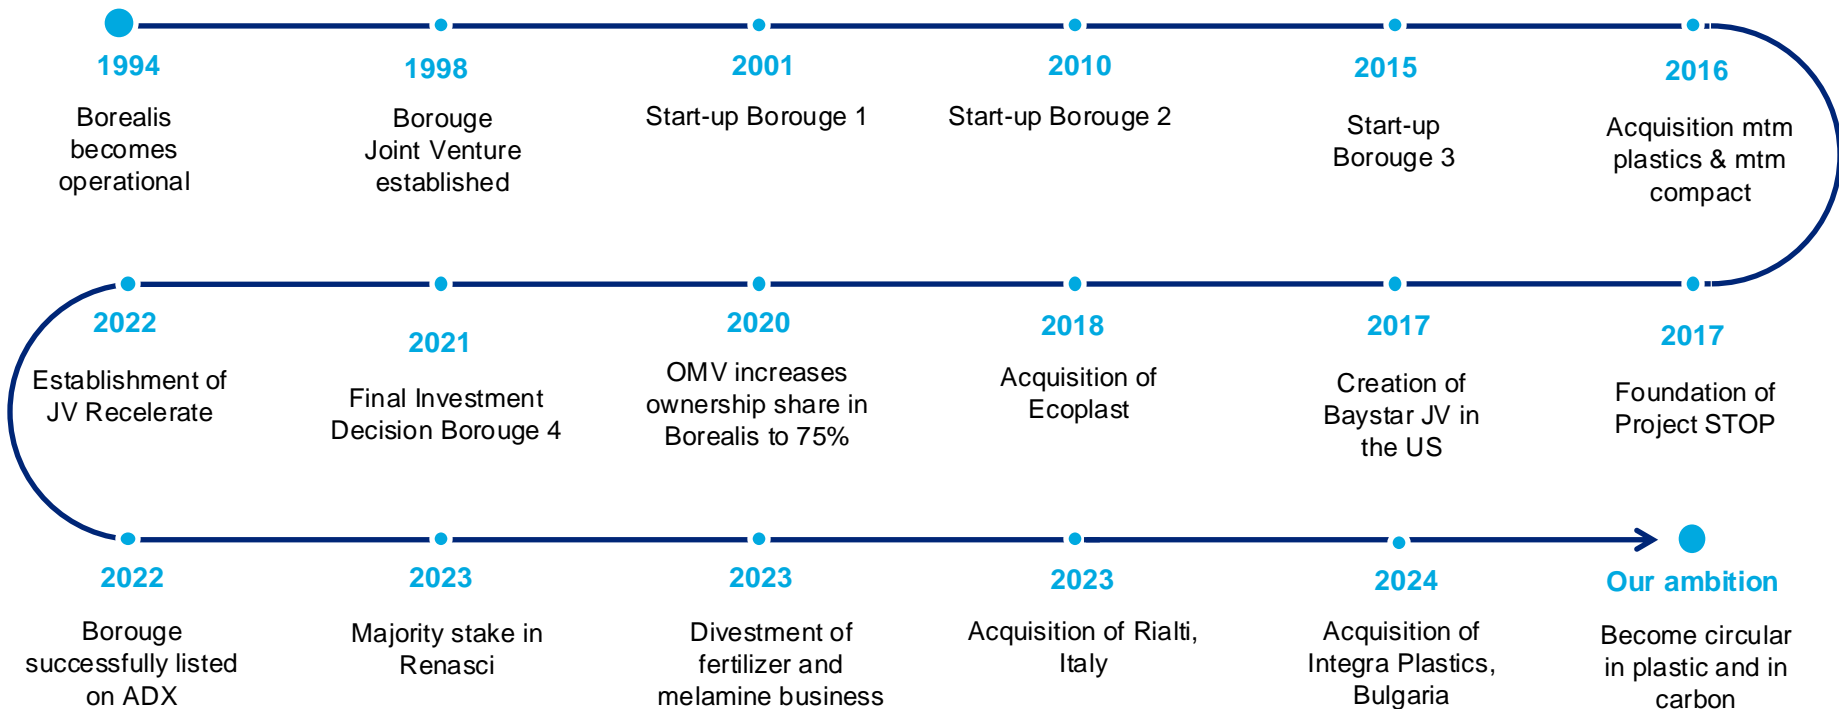 1994
Borealis
becomes
operational
1998
Borouge
Joint Venture
established
2001
Start-up Borouge 1
2010
Start-up Borouge 2
2015
Start-up
Borouge 3
2016
Acquisition mtm
plastics & mtm
compact
2017
Foundation of
Project STOP
2017
Creation of
Baystar JV in
the US
2018
Acquisition of
Ecoplast
2020
OMV increases
ownership share in
Borealis to 75%
2021
Final Investment
Decision Borouge 4
2022
Establishment of
JV Recelerate
2022
Borouge
successfully listed
on ADX
2023
Majority stake in
Renasci
2023
Divestment of
fertilizer and
melamine business
2023
Acquisition of Rialti,
Italy
2024
Acquisition of
Integra Plastics,
Bulgaria
Our ambition
Become circular
in plastic and in
carbon